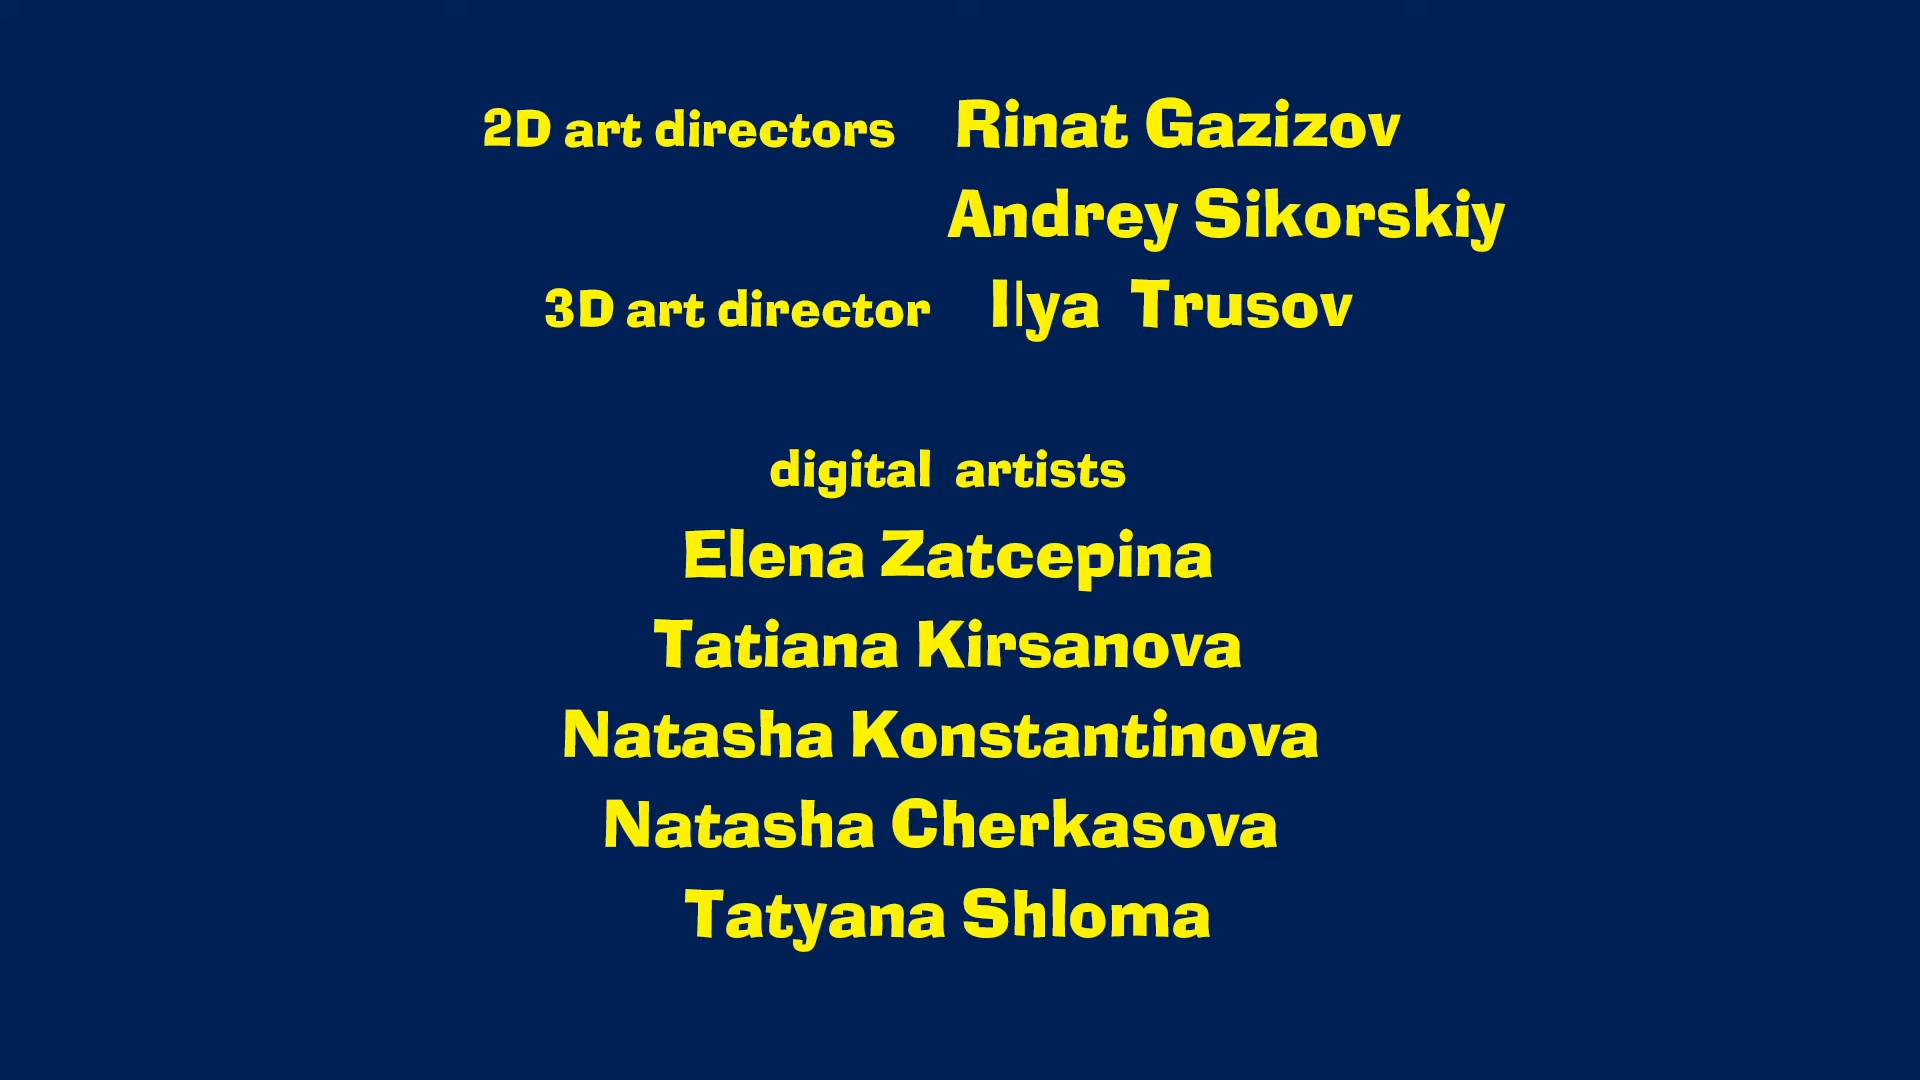 2D art directors Rinat Gazizov
Andrey Sikorskiy
3D art director Ilya Trusov
digital artists
Elena Zatcepina
Tatiana Kirsanova
Natasha Konstantinova
Natasha Cherkasova
Tatyana Shloma